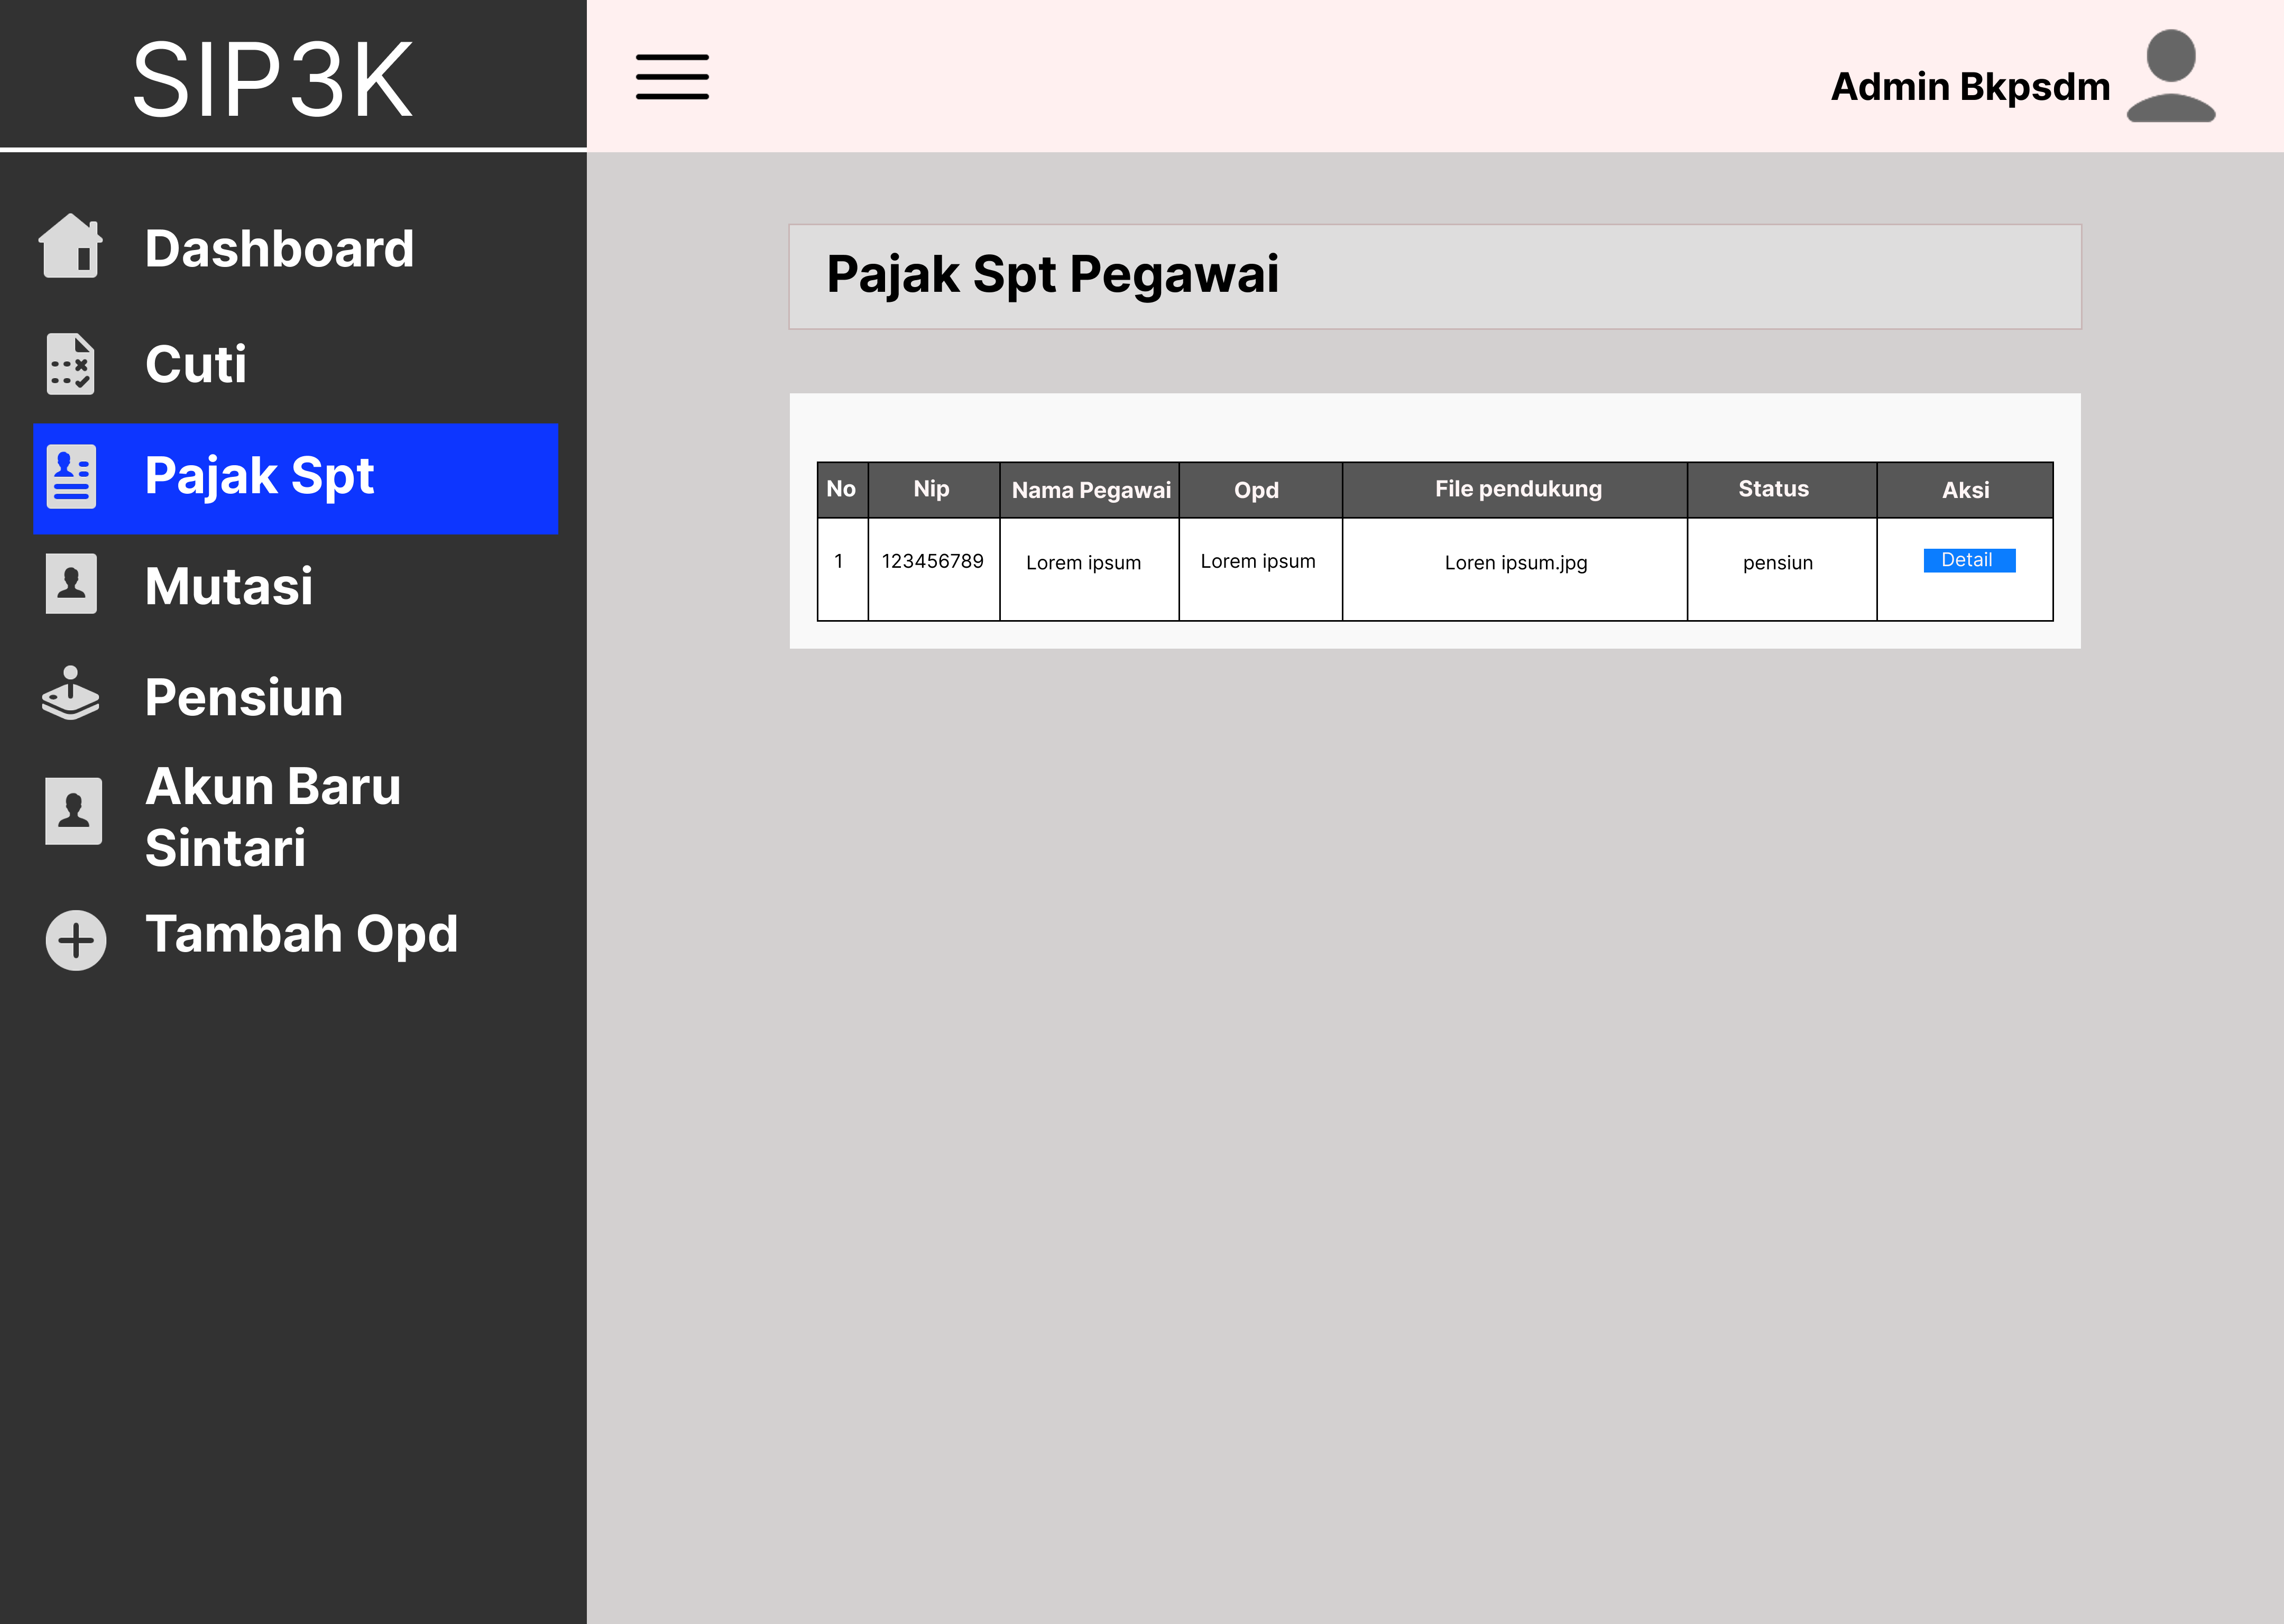 SIP3K
Admin Bkpsdm
Dashboard
Cuti
Pajak Spt
Mutasi
Pensiun
Akun Baru
Sintari
Tambah Opd
Pajak Spt Pegawai
No Nip Nama Pegawai Opd File pendukung Status Aksi
1 123456789 Lorem ipsum Lorem ipsum Loren ipsum.jpg pensiun Detail